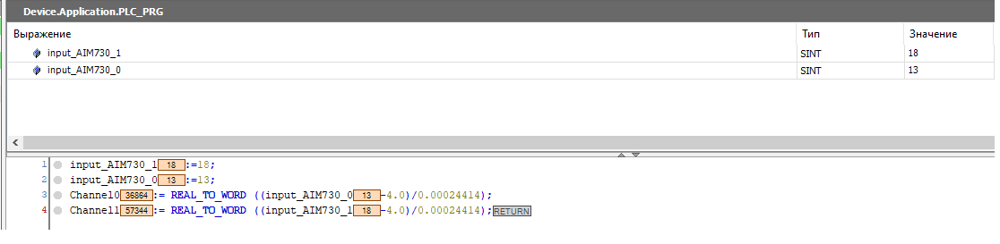 Device.Application.PLC_PRG
Выражение Тип Значение
input_AIM730_1 SINT 18
input_AIM730_0 SINT 13
1 input_AIM730_1 18 :=18;
2 input_AIM730_0 13 :=13;
3 Channel0 36864 := REAL_TO_WORD ((input_AIM730_0 13 -4.0)/0.00024414);
4 Channel1 57344 := REAL_TO_WORD ((input_AIM730_1 18 -4.0)/0.00024414); RETURN